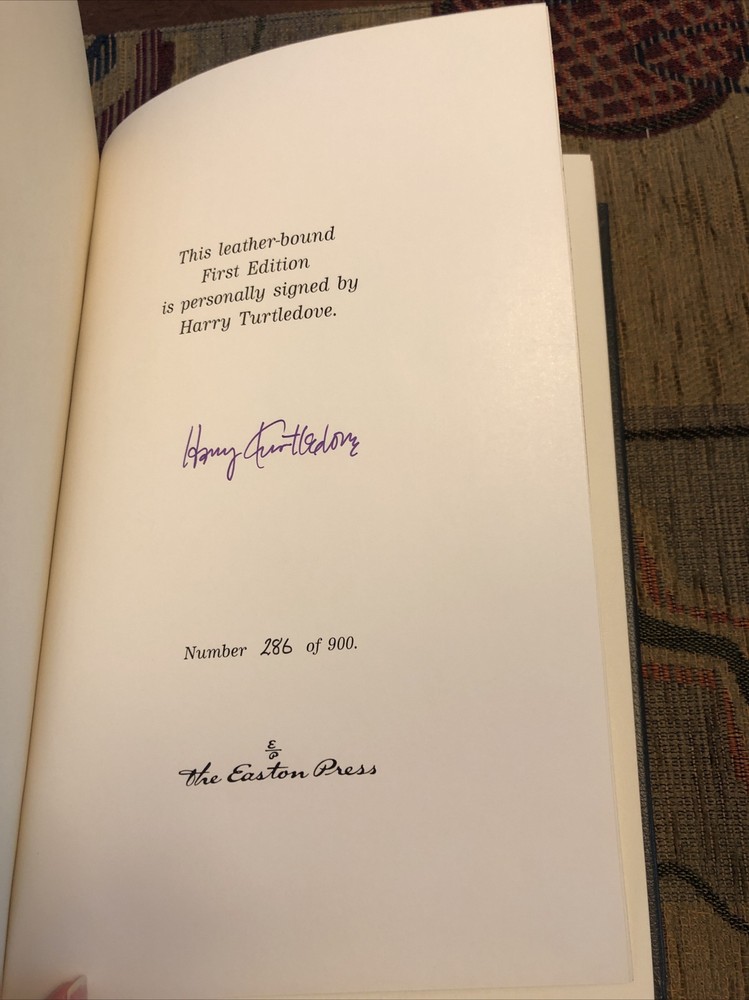 This leather-bound
First Edition
is personally signed by
Harry Turtledove.
Harry Turtledove
Number 286 of 900.
E
P
The Easton Press